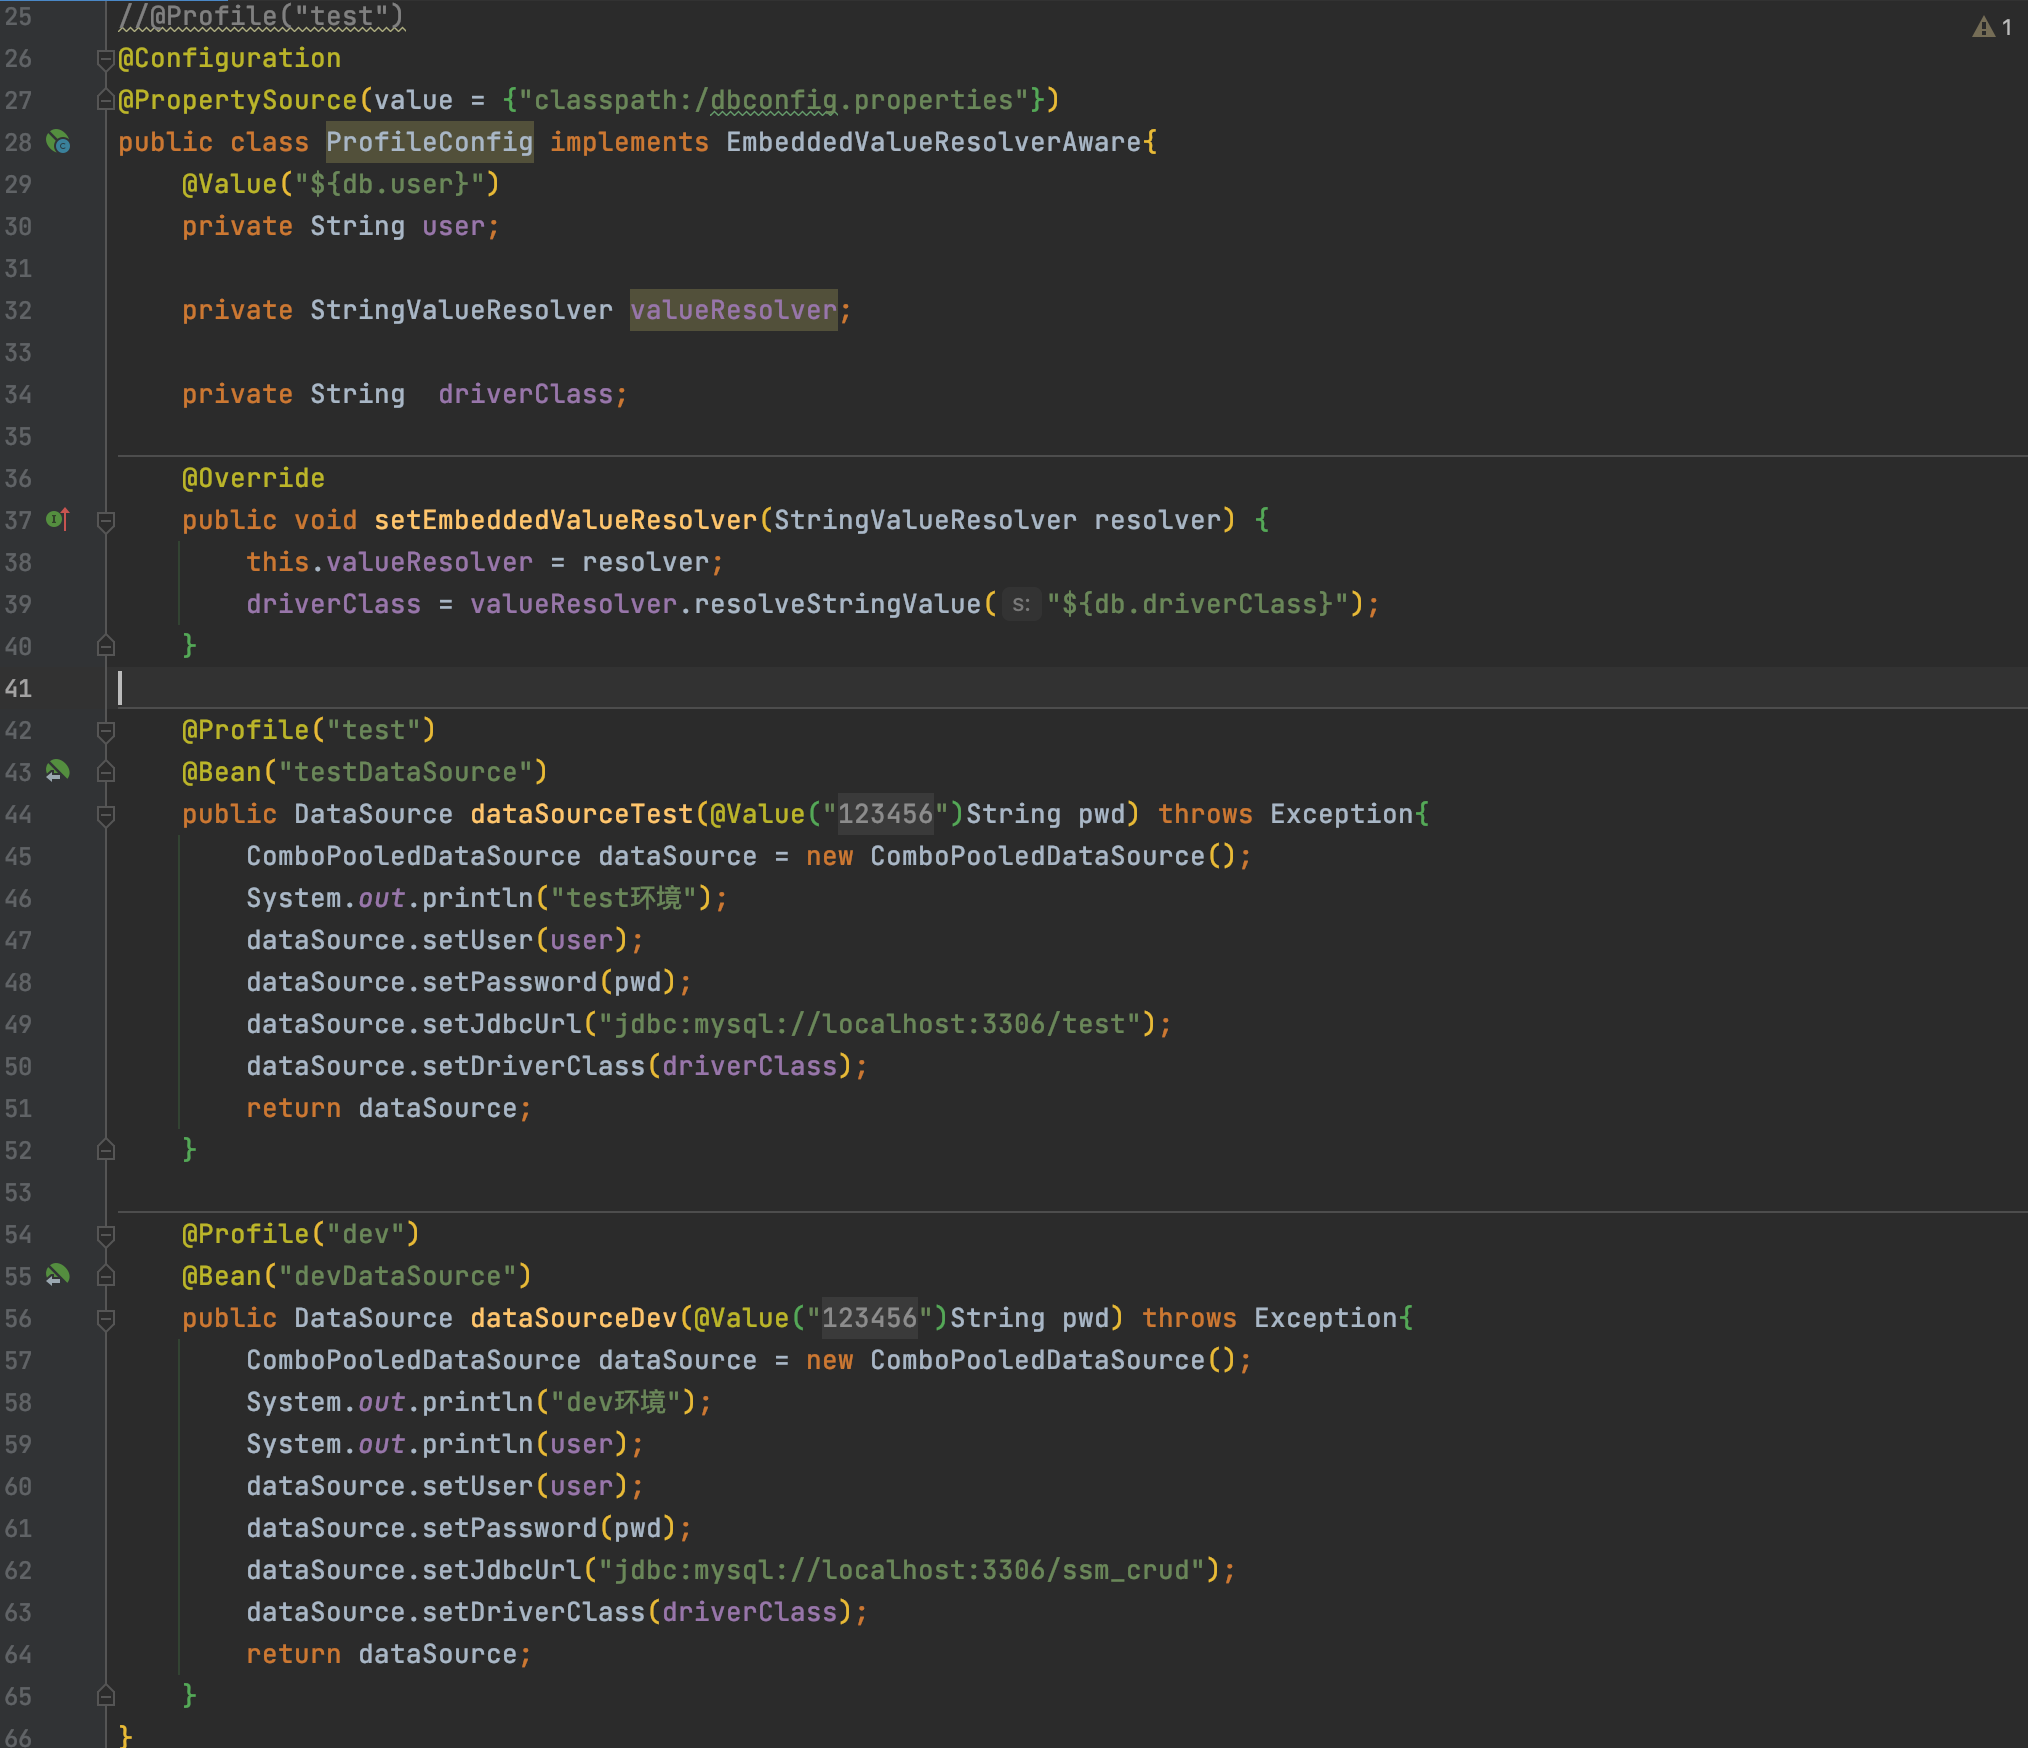 25 //@Profile("test")
1
26 @Configuration
27 @PropertySource(value = {"classpath:/dbconfig.properties"})
28 public class ProfileConfig implements EmbeddedValueResolverAware{
29     @Value("${db.user}")
30     private String user;
31
32     private StringValueResolver valueResolver;
33
34     private String  driverClass;
35
36     @Override
37     public void setEmbeddedValueResolver(StringValueResolver resolver) {
38         this.valueResolver = resolver;
39         driverClass = valueResolver.resolveStringValue( s: "${db.driverClass}");
40     }
41
42     @Profile("test")
43     @Bean("testDataSource")
44     public DataSource dataSourceTest(@Value("123456")String pwd) throws Exception{
45         ComboPooledDataSource dataSource = new ComboPooledDataSource();
46         System.out.println("test环境");
47         dataSource.setUser(user);
48         dataSource.setPassword(pwd);
49         dataSource.setJdbcUrl("jdbc:mysql://localhost:3306/test");
50         dataSource.setDriverClass(driverClass);
51         return dataSource;
52     }
53
54     @Profile("dev")
55     @Bean("devDataSource")
56     public DataSource dataSourceDev(@Value("123456")String pwd) throws Exception{
57         ComboPooledDataSource dataSource = new ComboPooledDataSource();
58         System.out.println("dev环境");
59         System.out.println(user);
60         dataSource.setUser(user);
61         dataSource.setPassword(pwd);
62         dataSource.setJdbcUrl("jdbc:mysql://localhost:3306/ssm_crud");
63         dataSource.setDriverClass(driverClass);
64         return dataSource;
65     }
66 }